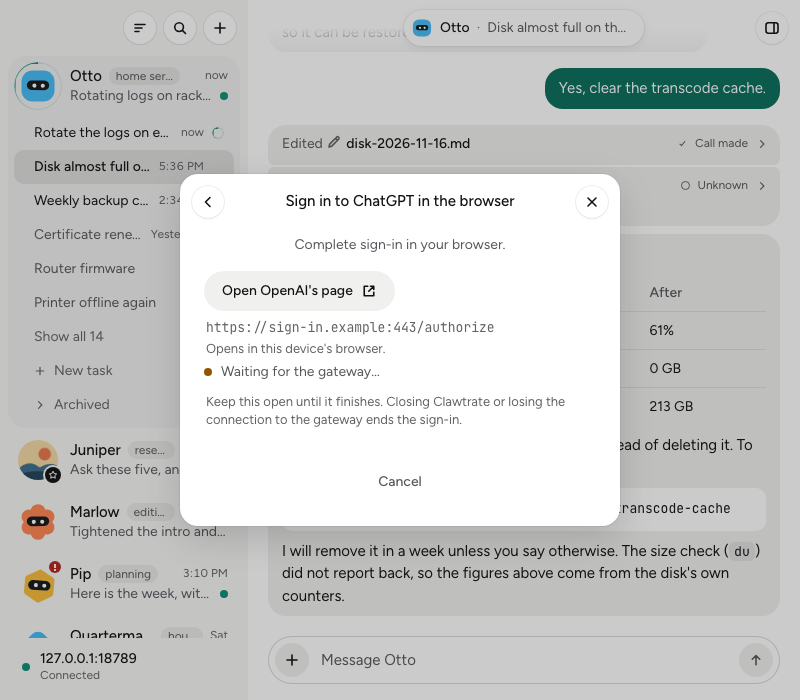 so it can be restor
Otto · Disk almost full on th…
Otto home ser… now
Rotating logs on rack…
Yes, clear the transcode cache.
Rotate the logs on e… now
Edited disk-2026-11-16.md Call made
Disk almost full o… 5:36 PM
Unknown
Weekly backup c… 2:34
Certificate rene… Yeste
Router firmware
Printer offline again
Show all 14
New task
Archived
Sign in to ChatGPT in the browser
Complete sign-in in your browser.
Open OpenAI's page
https://sign-in.example:443/authorize
Opens in this device's browser.
Waiting for the gateway…
Keep this open until it finishes. Closing Clawtrate or losing the
connection to the gateway ends the sign-in.
Cancel
After
61%
0 GB
213 GB
ead of deleting it. To
transcode-cache
Juniper rese…
Ask these five, an
Marlow editi…
Tightened the intro and…
Pip planning 3:10 PM
Here is the week, wit…
Quarterma hou… Sat
I will remove it in a week unless you say otherwise. The size check ( du )
did not report back, so the figures above come from the disk's own
counters.
127.0.0.1:18789
Connected
Message Otto